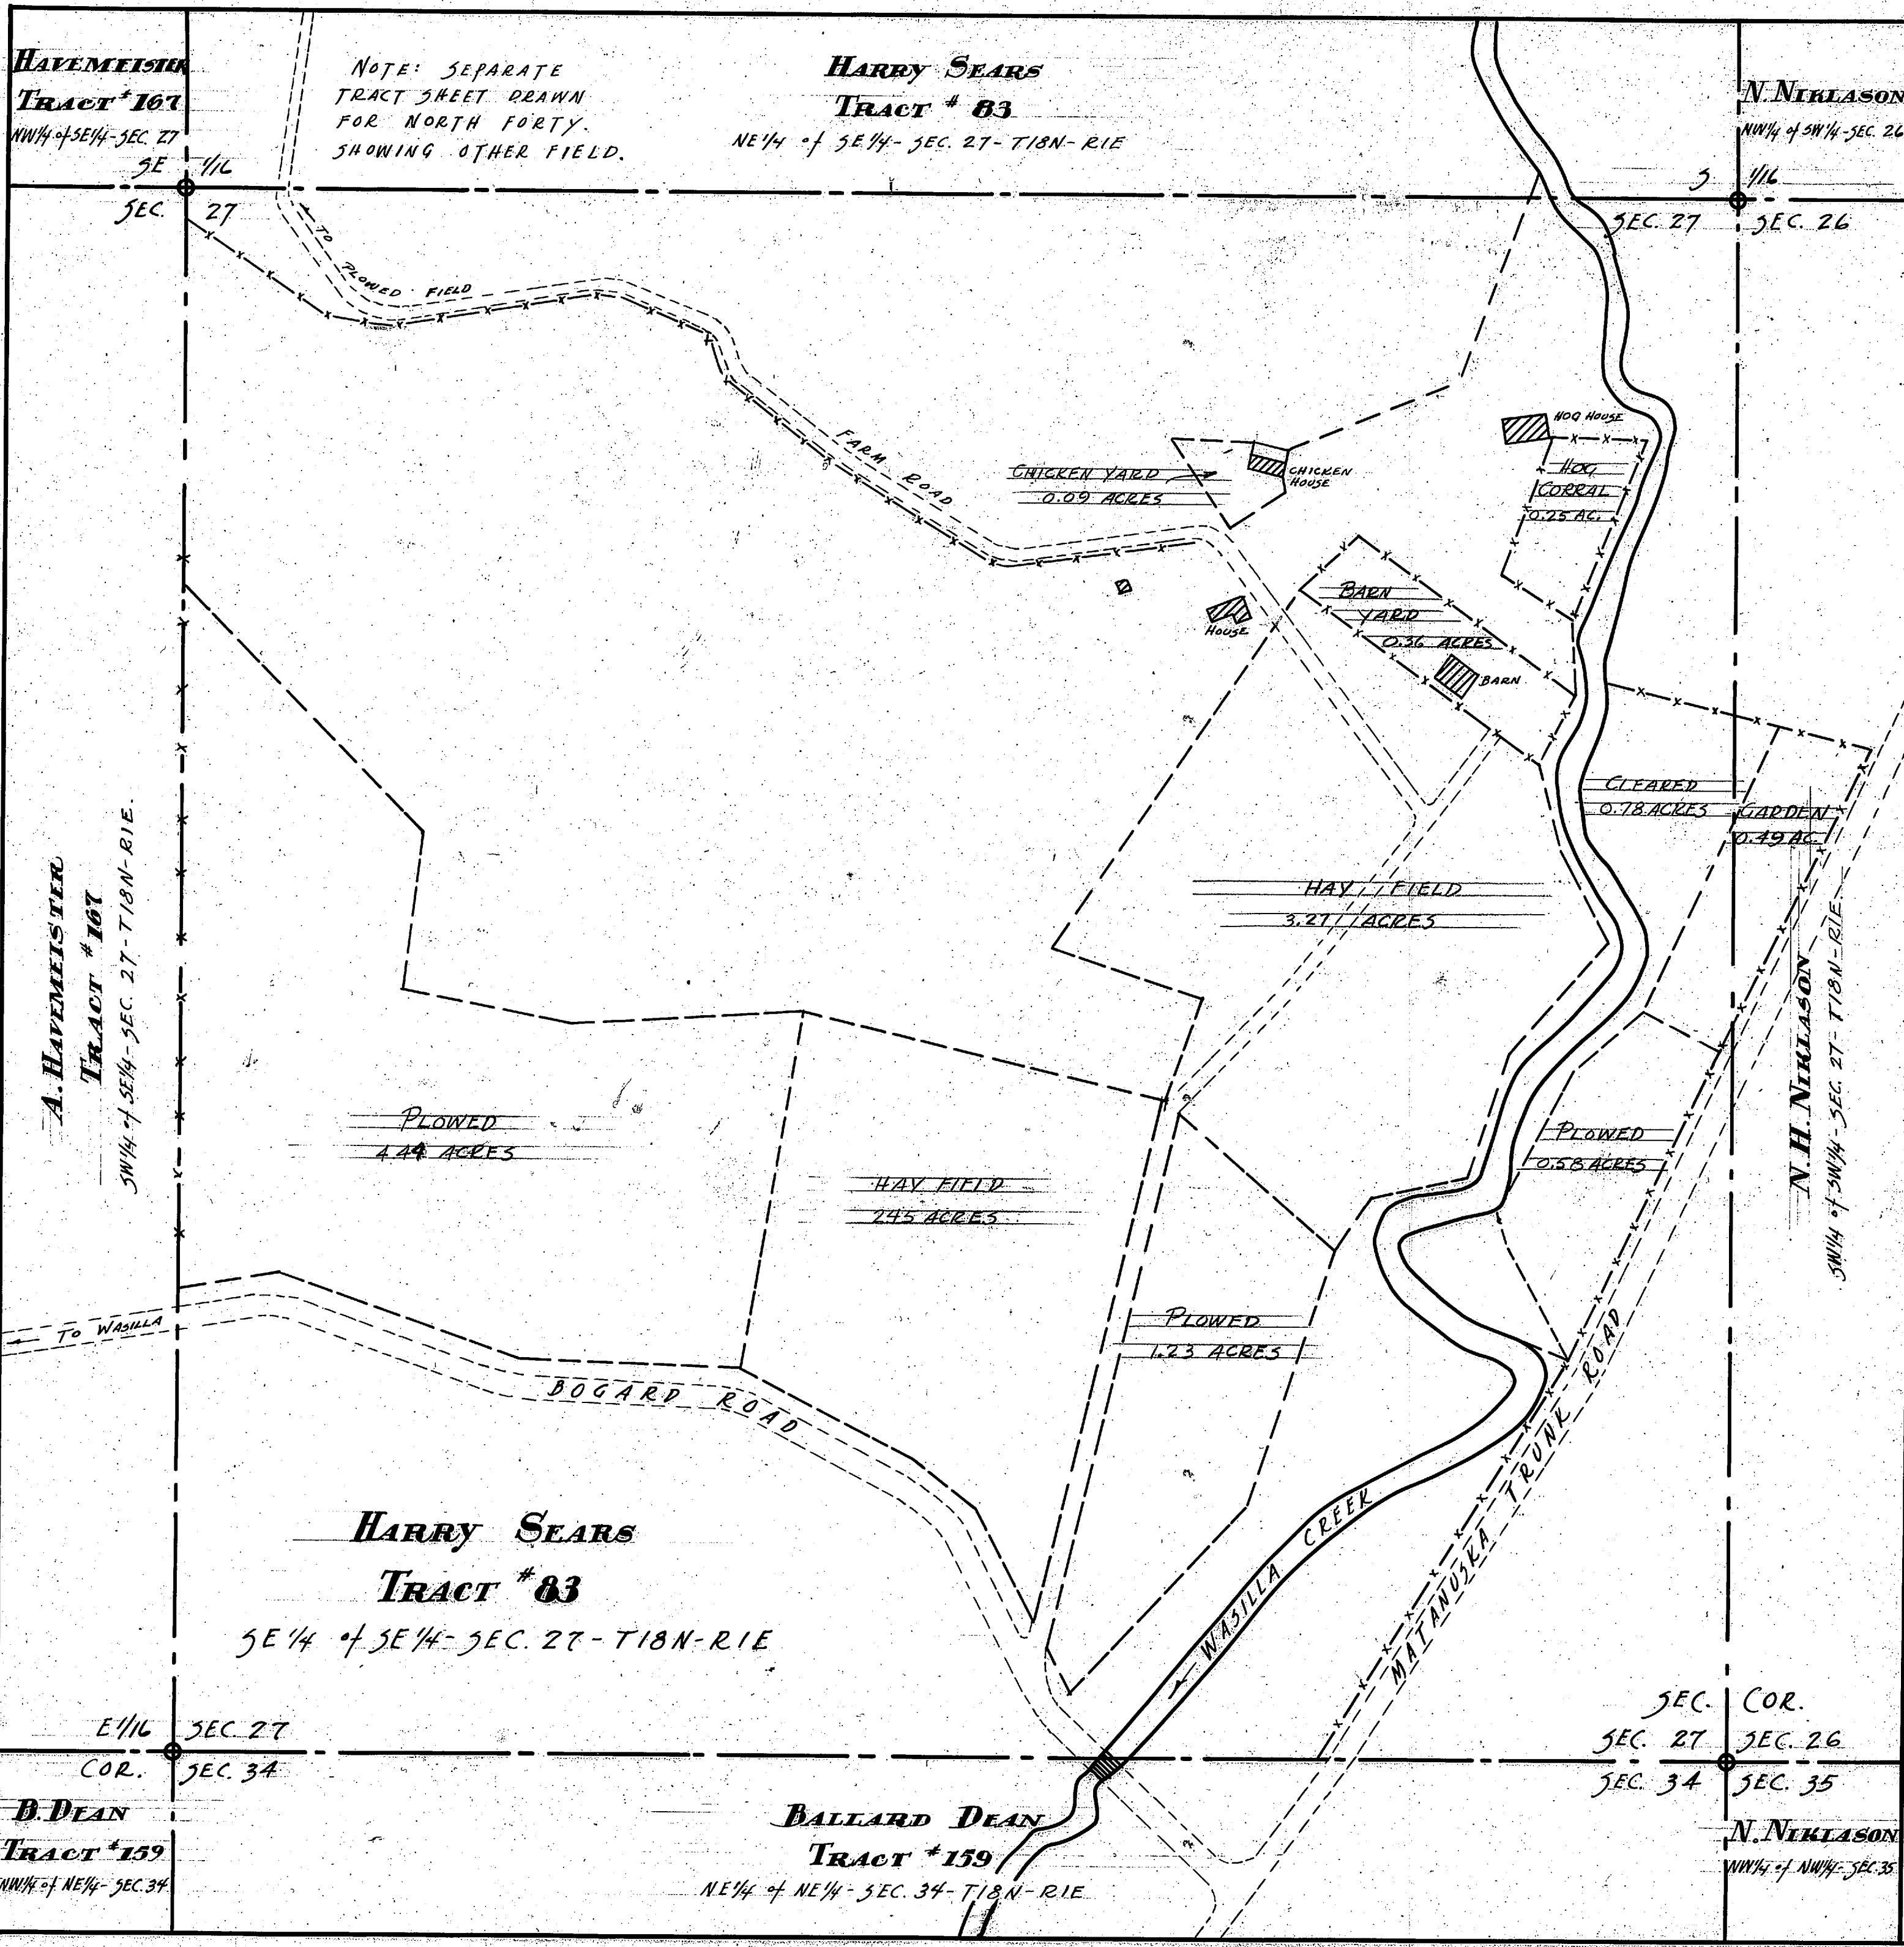 HAVEMEISTER
TRACT #167
NW¼ of SE¼-SEC. 27
NOTE: SEPARATE
TRACT SHEET DRAWN
FOR NORTH FORTY.
SHOWING OTHER FIELD.
HARRY SEARS
TRACT # 83
NE¼ of SE¼-SEC. 27-T18N-R1E
N. NIKLASON
NW¼ of SW¼-SEC. 26
SE 1/16
SEC. 27
S 1/16
SEC. 27 SEC. 26
TO
PLOWED FIELD
FARM ROAD
CHICKEN YARD
0.09 ACRES
CHICKEN
HOUSE
HOG HOUSE
HOG
CORRAL
0.25 AC.
BARN
YARD
0.36 ACRES
BARN
HOUSE
CLEARED
0.78 ACRES
GARDEN
0.49 AC.
HAY FIELD
3.27 ACRES
A. HAVEMEISTER
TRACT #167
SW¼ of SE¼-SEC. 27-T18N-R1E.
N.H. NIKLASON
SW¼ of SW¼-SEC. 27-T18N-R1E.
PLOWED
4.44 ACRES
HAY FIELD
2.45 ACRES
PLOWED
0.58 ACRES
PLOWED
1.23 ACRES
TO WASILLA
BOGARD ROAD
WASILLA CREEK
MATANUSKA TRUNK ROAD
HARRY SEARS
TRACT #83
SE ¼ of SE ¼-SEC. 27-T18N-R1E
E 1/16 SEC. 27
COR. SEC. 34
SEC. COR.
SEC. 27 SEC. 26
SEC. 34 SEC. 35
B. DEAN
TRACT #159
NW¼ of NE¼-SEC. 34
BALLARD DEAN
TRACT #159
NE¼ of NE¼-SEC. 34-T18N-R1E
N. NIKLASON
NW¼ of NW¼-SEC. 35